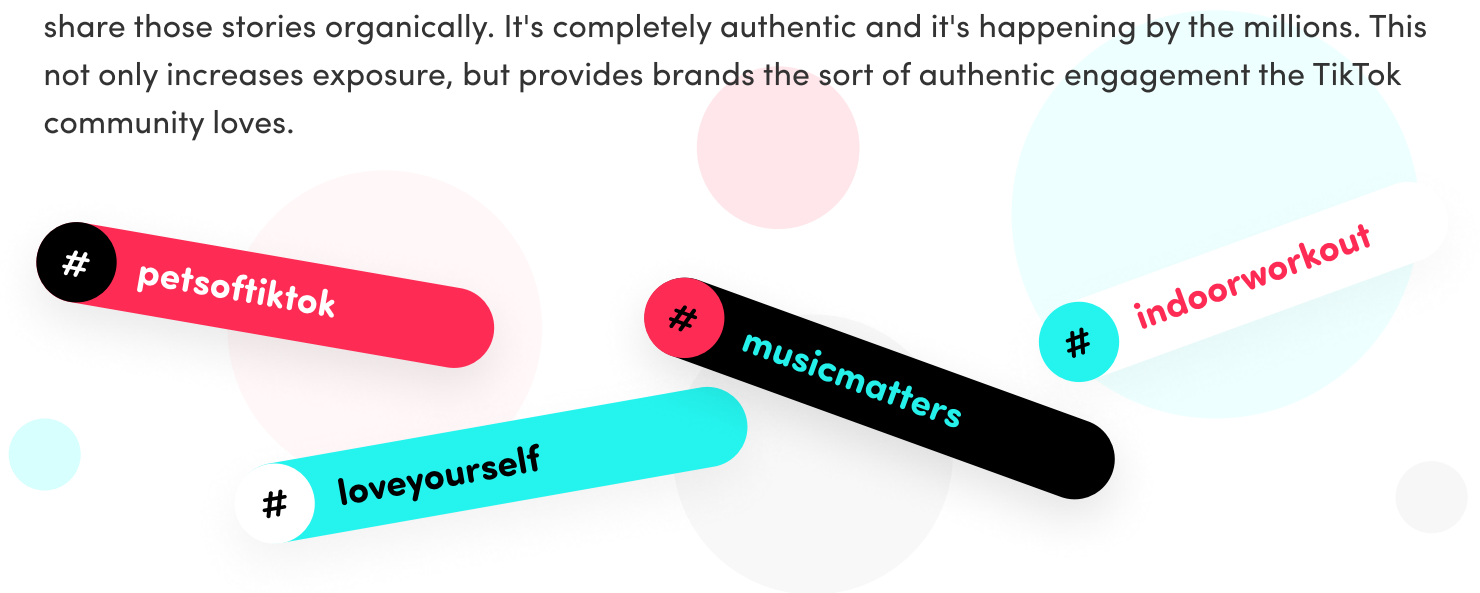 share those stories organically. It's completely authentic and it's happening by the millions. This
not only increases exposure, but provides brands the sort of authentic engagement the TikTok
community loves.
# petsoftiktok
# musicmatters
# indoorworkout
# loveyourself